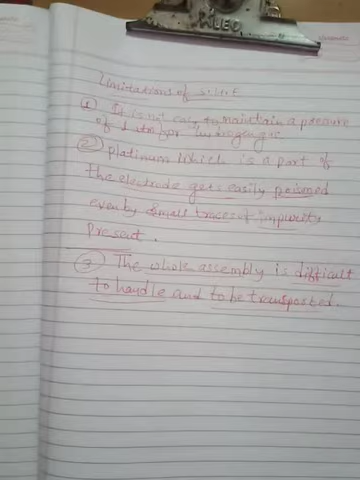 LEO
Limitations of S.H.E
① It is not easy to maintain a pressure
of 1 atm for hydrogen gas
② platinum which is a part of
the electrode gets easily poisoned
even by small traces of impurity
present.
③ The whole assembly is difficult
to handle and to be transposted.